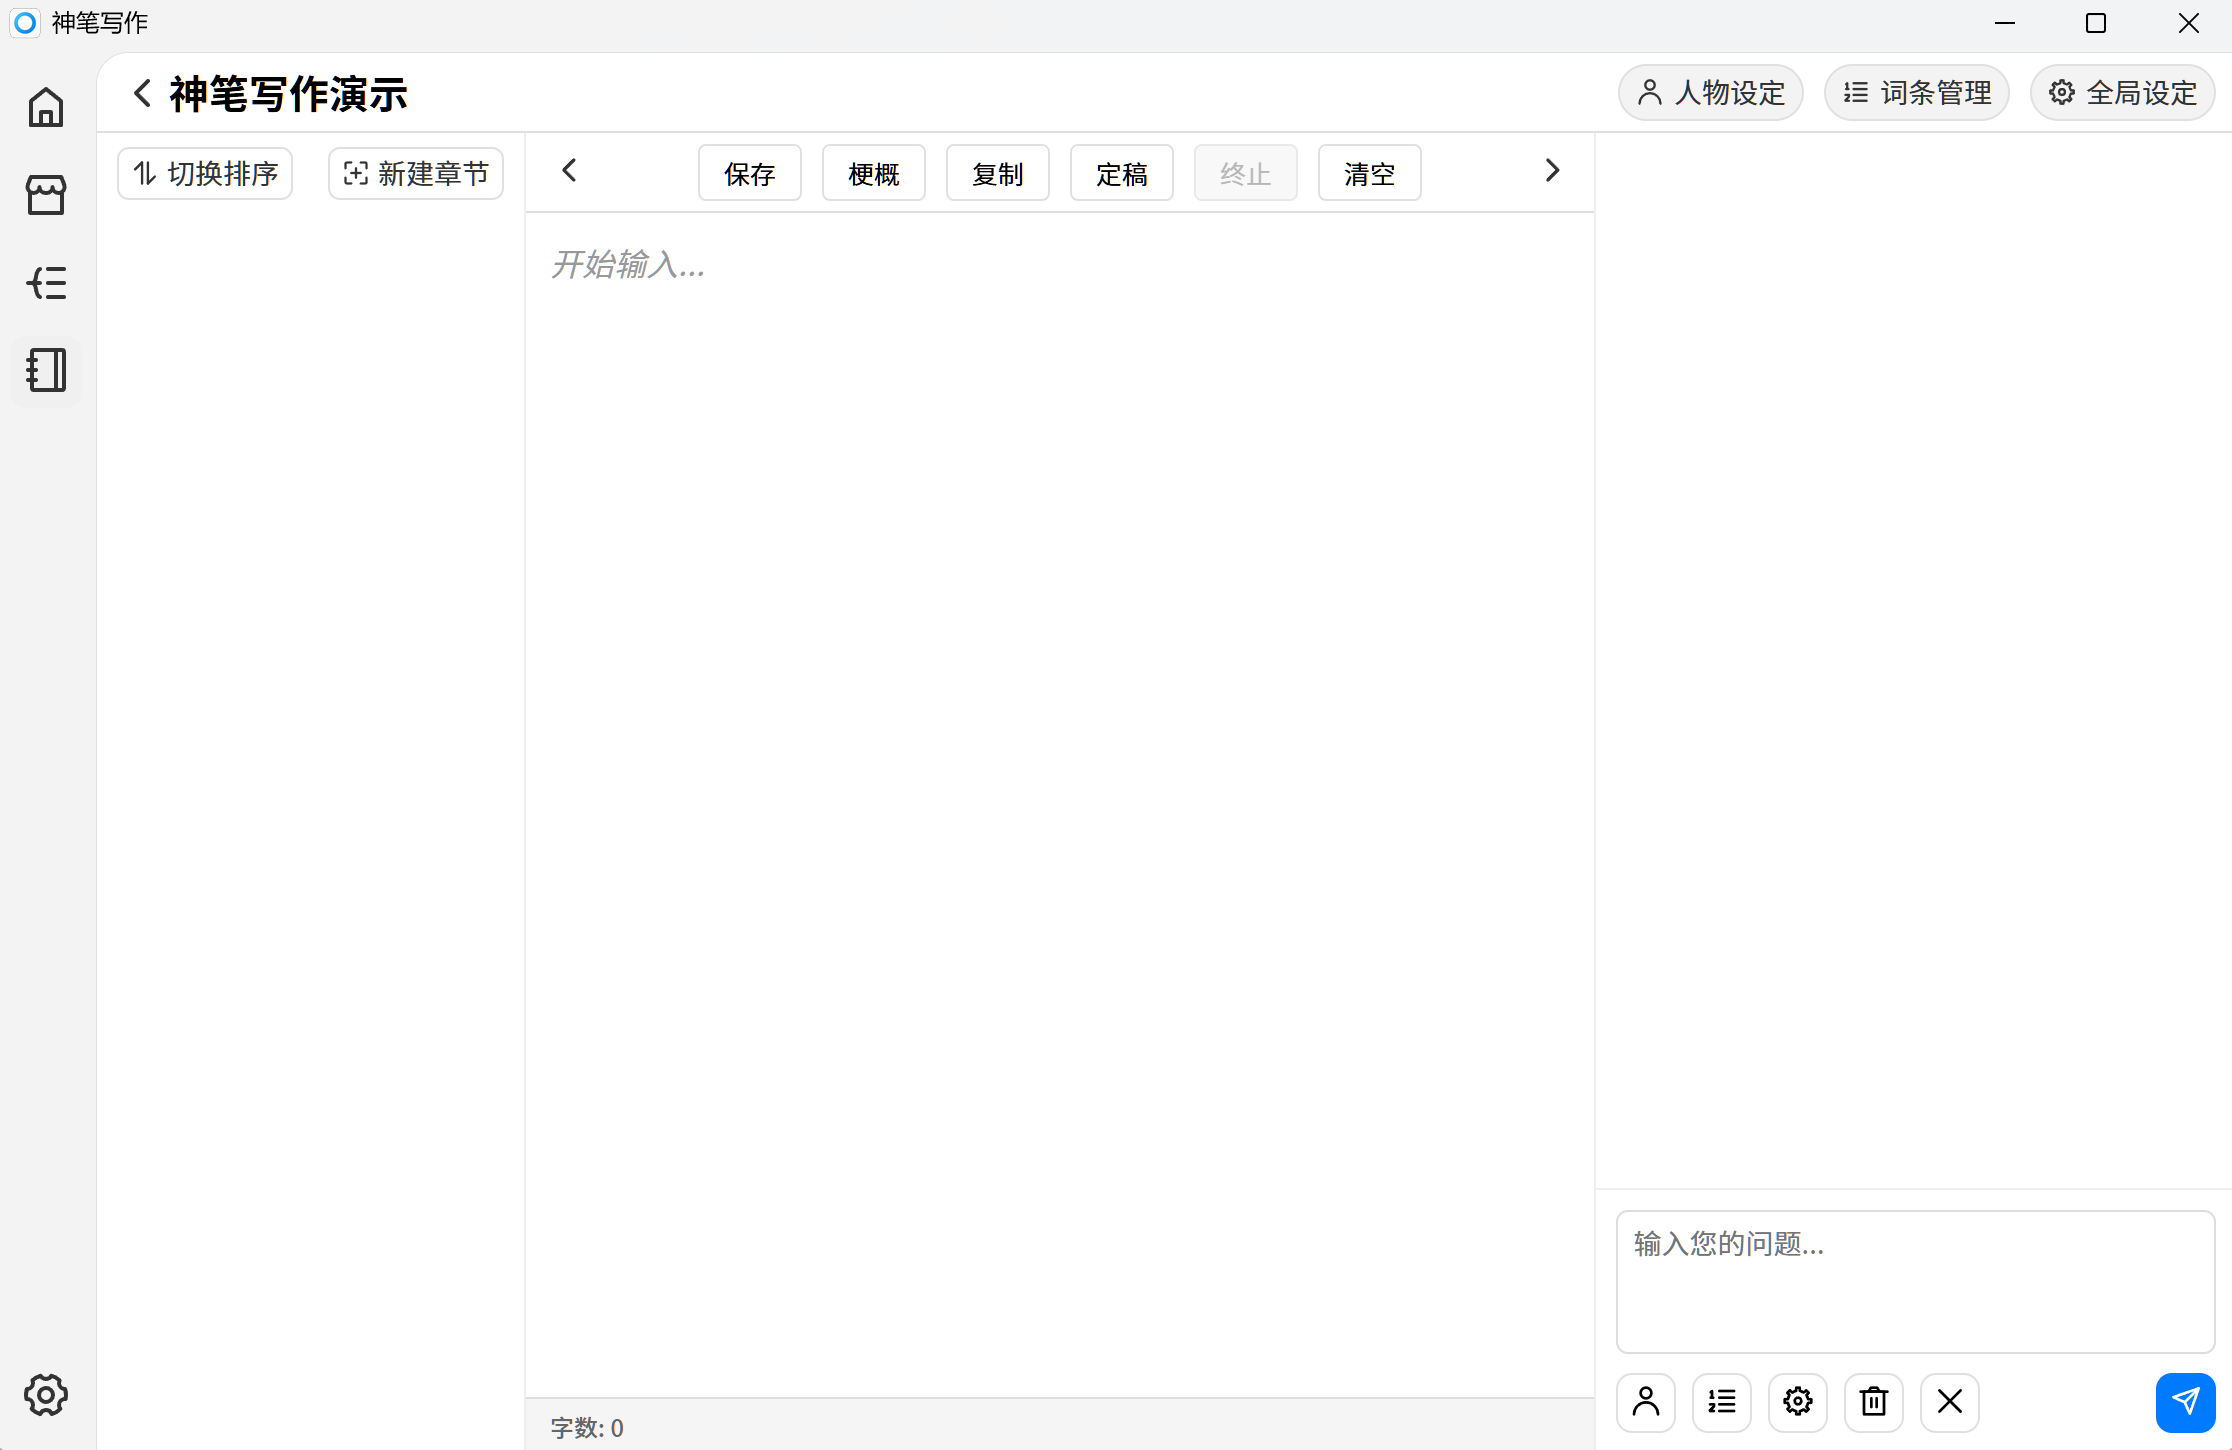 神笔写作
神笔写作演示
人物设定
词条管理
全局设定
切换排序
新建章节
保存
梗概
复制
定稿
终止
清空
开始输入...
输入您的问题...
字数: 0